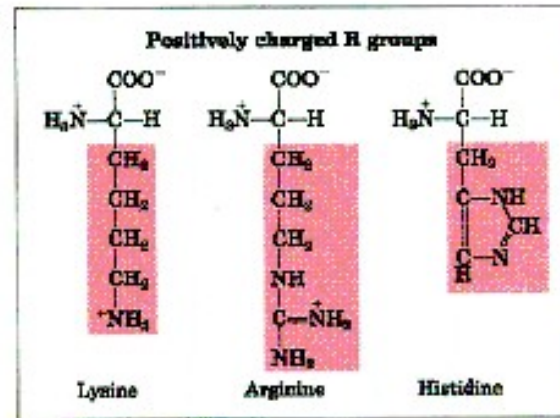 Positively charged R groups
COO⁻ COO⁻ COO⁻
H₃N⁺—C—H H₃N⁺—C—H H₃N⁺—C—H
CH₂ CH₂ CH₂
CH₂ CH₂ C—NH
CH
CH₂ CH₂ C—N
H
CH₂ NH
⁺NH₃ C=N⁺H₂
NH₂
Lysine Arginine Histidine